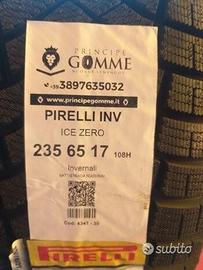 PRINCIPE
GOMME
+39 3897635032
www.principegomme.it
PIRELLI INV
ICE ZERO
235 65 17 108H
Invernali
PIRELLI
subito